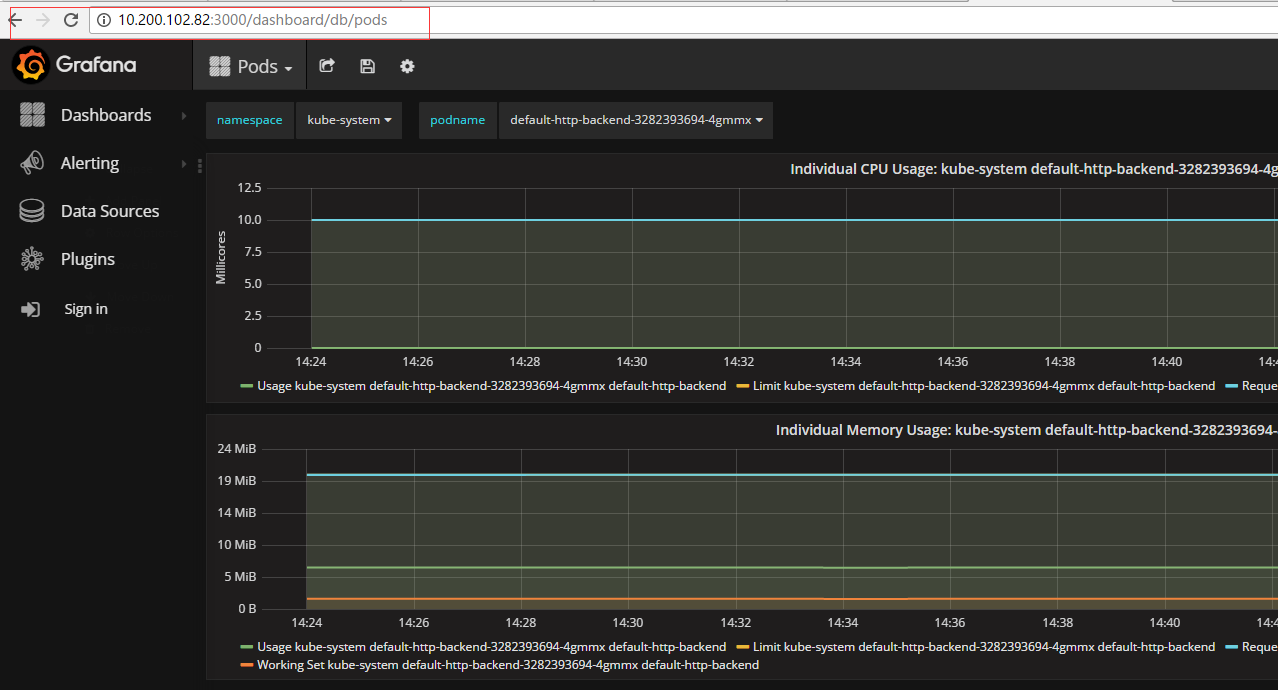 10.200.102.82:3000/dashboard/db/pods
Grafana
Pods
Dashboards
Alerting
Data Sources
Plugins
Sign in
namespace kube-system podname default-http-backend-3282393694-4gmmx
Individual CPU Usage: kube-system default-http-backend-3282393694-4g
Millicores
12.5
10.0
7.5
5.0
2.5
0
14:24 14:26 14:28 14:30 14:32 14:34 14:36 14:38 14:40 14:4
Usage kube-system default-http-backend-3282393694-4gmmx default-http-backend Limit kube-system default-http-backend-3282393694-4gmmx default-http-backend Reque
Individual Memory Usage: kube-system default-http-backend-3282393694-
24 MiB
19 MiB
14 MiB
10 MiB
5 MiB
0 B
14:24 14:26 14:28 14:30 14:32 14:34 14:36 14:38 14:40 14:4
Usage kube-system default-http-backend-3282393694-4gmmx default-http-backend Limit kube-system default-http-backend-3282393694-4gmmx default-http-backend Reque
Working Set kube-system default-http-backend-3282393694-4gmmx default-http-backend